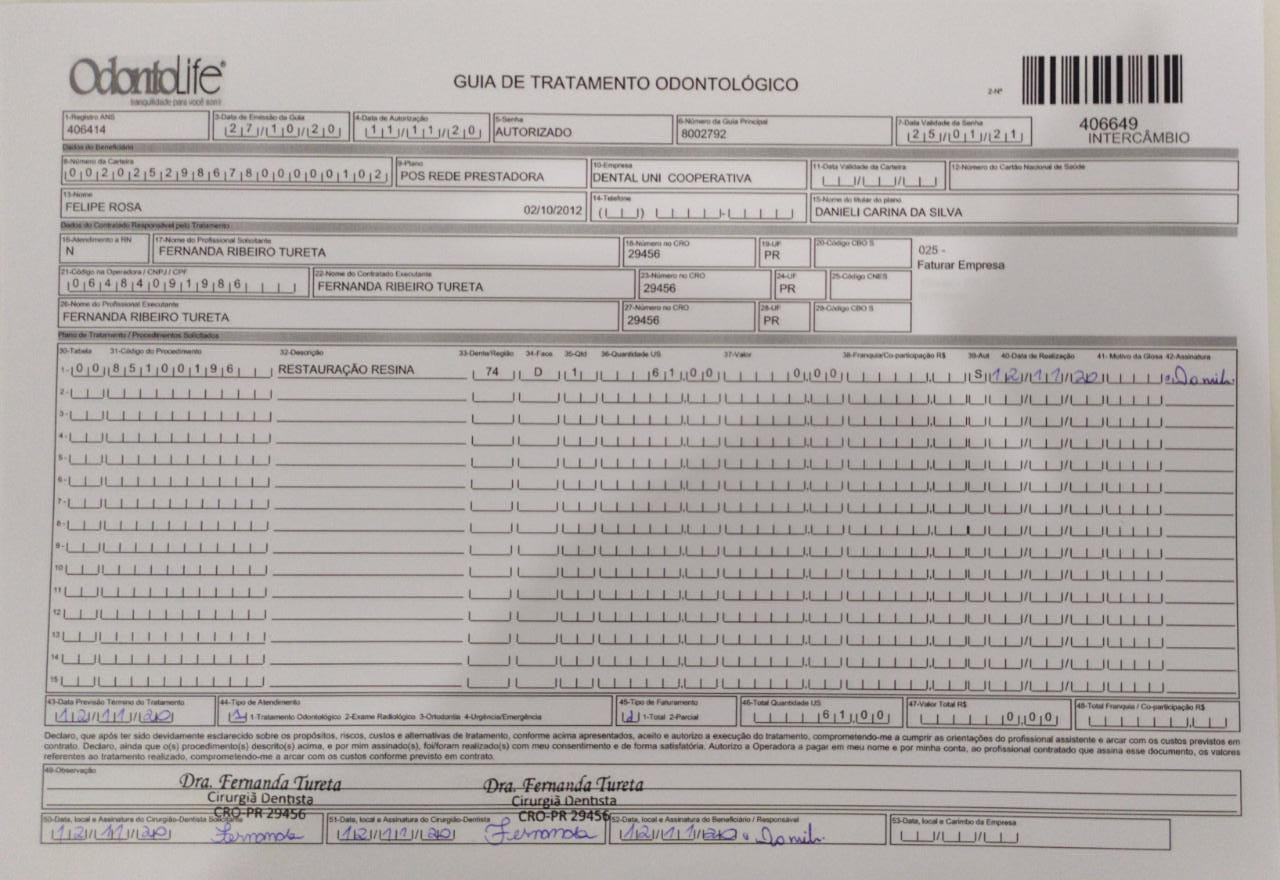 OdontoLife®
tranquilidade para você sorrir
GUIA DE TRATAMENTO ODONTOLÓGICO
2-Nº
406649
INTERCÂMBIO
1-Registro ANS
406414
3-Data de Emissão da Guia
27/10/20
4-Data de Autorização
11/11/20
5-Senha
AUTORIZADO
6-Número da Guia Principal
8002792
7-Data Validade da Senha
25/01/21
Dados do Beneficiário
8-Número da Carteira
00202529867800000102
9-Plano
POS REDE PRESTADORA
10-Empresa
DENTAL UNI COOPERATIVA
11-Data Validade da Carteira
12-Número do Cartão Nacional de Saúde
13-Nome
FELIPE ROSA 02/10/2012
14-Telefone
15-Nome do titular do plano
DANIELI CARINA DA SILVA
Dados do Contratado Responsável pelo Tratamento
16-Atendimento a RN
N
17-Nome do Profissional Solicitante
FERNANDA RIBEIRO TURETA
18-Número no CRO
29456
19-UF
PR
20-Código CBO S
025 -
Faturar Empresa
21-Código na Operadora / CNPJ / CPF
06484091986
22-Nome do Contratado Executante
FERNANDA RIBEIRO TURETA
23-Número no CRO
29456
24-UF
PR
25-Código CNES
26-Nome do Profissional Executante
FERNANDA RIBEIRO TURETA
27-Número no CRO
29456
28-UF
PR
29-Código CBO S
Plano de Tratamento / Procedimentos Solicitados
30-Tabela 31-Código do Procedimento 32-Descrição 33-Dente/Região 34-Face 35-Qtd 36-Quantidade US 37-Valor 38-Franquia/Co-participação R$ 39-Aut 40-Data de Realização 41- Motivo da Glosa 42-Assinatura
1- 00 85100196 RESTAURAÇÃO RESINA 74 D 1 61,00 0,00 S 12/11/20
2-
3-
4-
5-
6-
7-
8-
9-
10
11
12
13
14
15
43-Data Previsão Término do Tratamento
12/11/20
44-Tipo de Atendimento
1 1-Tratamento Odontológico 2-Exame Radiológico 3-Ortodontia 4-Urgência/Emergência
45-Tipo de Faturamento
1 1-Total 2-Parcial
46-Total Quantidade US
61,00
47-Valor Total R$
0,00
48-Total Franquia / Co-participação R$
Declaro, que após ter sido devidamente esclarecido sobre os propósitos, riscos, custos e alternativas de tratamento, conforme acima apresentados, aceito e autorizo a execução do tratamento, comprometendo-me a cumprir as orientações do profissional assistente e arcar com os custos previstos em
contrato. Declaro, ainda que o(s) procedimento(s) descrito(s) acima, e por mim assinado(s), foi/foram realizado(s) com meu consentimento e de forma satisfatória. Autorizo a Operadora a pagar em meu nome e por minha conta, ao profissional contratado que assina esse documento, os valores
referentes ao tratamento realizado, comprometendo-me a arcar com os custos conforme previsto em contrato.
49-Observação
Dra. Fernanda Tureta
Cirurgiã Dentista
CRO-PR 29456
Dra. Fernanda Tureta
Cirurgiã Dentista
CRO-PR 29456
50-Data, local e Assinatura do Cirurgião-Dentista Solicitante
12/11/20 Fernanda
51-Data, local e Assinatura do Cirurgião-Dentista
12/11/20 Fernanda
52-Data, local e Assinatura do Beneficiário / Responsável
12/11/20
53-Data, local e Carimbo da Empresa